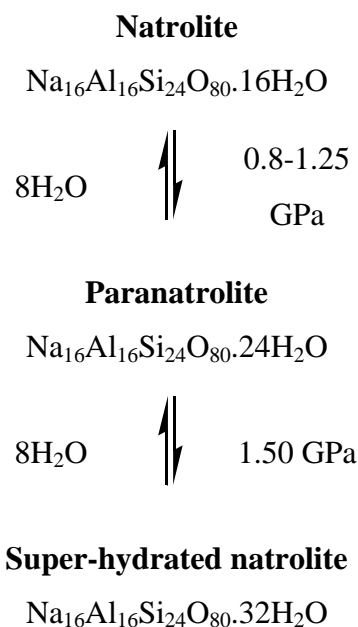 Natrolite
Na₁₆Al₁₆Si₂₄O₈₀.16H₂O
8H₂O
0.8-1.25
GPa
Paranatrolite
Na₁₆Al₁₆Si₂₄O₈₀.24H₂O
8H₂O
1.50 GPa
Super-hydrated natrolite
Na₁₆Al₁₆Si₂₄O₈₀.32H₂O